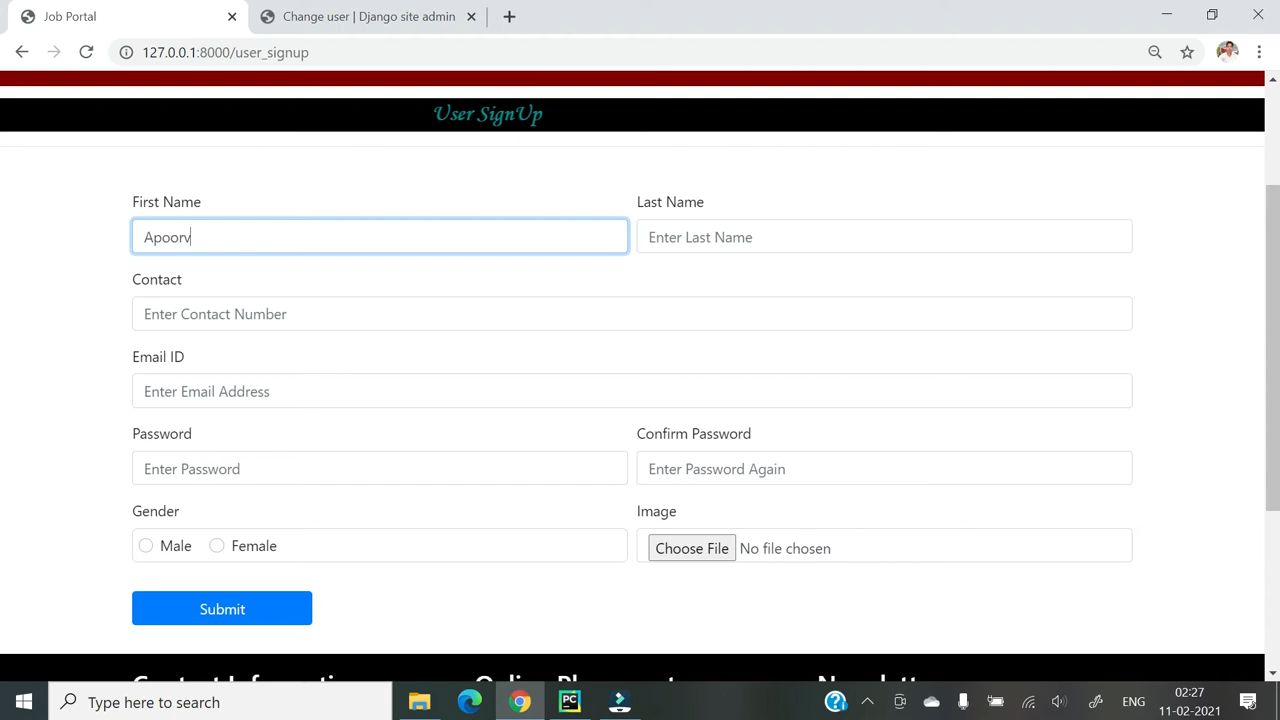 Job Portal
Change user | Django site admin
127.0.0.1:8000/user_signup
User SignUp
First Name
Last Name
Apoorv
Enter Last Name
Contact
Enter Contact Number
Email ID
Enter Email Address
Password
Confirm Password
Enter Password
Enter Password Again
Gender
Image
Male
Female
Choose File
No file chosen
Submit
Type here to search
ENG
02:27
11-02-2021